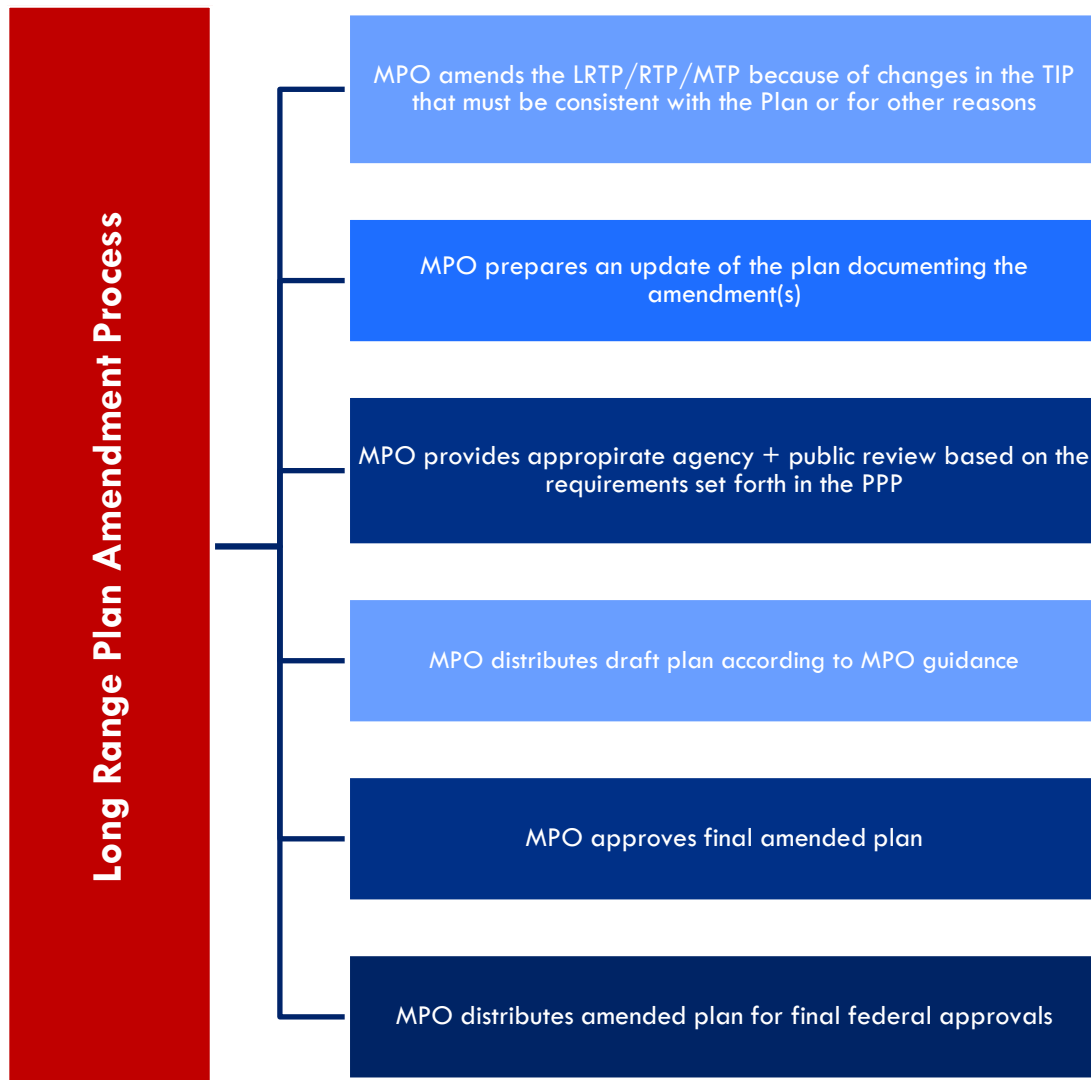 Long Range Plan Amendment Process
MPO amends the LRTP/RTP/MTP because of changes in the TIP
that must be consistent with the Plan or for other reasons
MPO prepares an update of the plan documenting the
amendment(s)
MPO provides appropirate agency + public review based on the
requirements set forth in the PPP
MPO distributes draft plan according to MPO guidance
MPO approves final amended plan
MPO distributes amended plan for final federal approvals